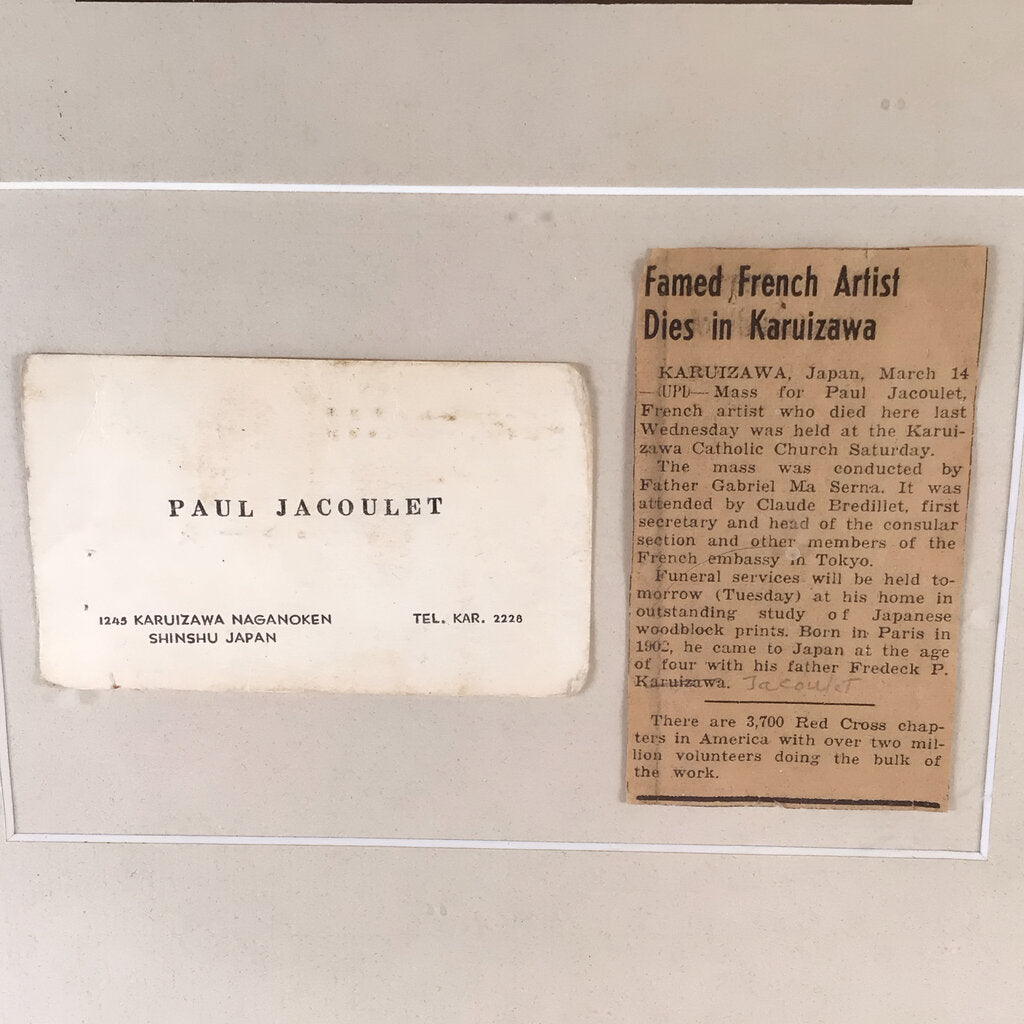 PAUL JACOULET
1245 KARUIZAWA NAGANOKEN
SHINSHU JAPAN
TEL. KAR. 2228
Famed French Artist
Dies in Karuizawa
KARUIZAWA, Japan, March 14
—(UPI)—Mass for Paul Jacoulet,
French artist who died here last
Wednesday was held at the Karui-
zawa Catholic Church Saturday.
The mass was conducted by
Father Gabriel Ma Serna. It was
attended by Claude Bredillet, first
secretary and head of the consular
section and other members of the
French embassy in Tokyo.
Funeral services will be held to-
morrow (Tuesday) at his home in
outstanding study of Japanese
woodblock prints. Born in Paris in
1902, he came to Japan at the age
of four with his father Fredeck P.
Karuizawa. Jacoulet
There are 3,700 Red Cross chap-
ters in America with over two mil-
lion volunteers doing the bulk of
the work.